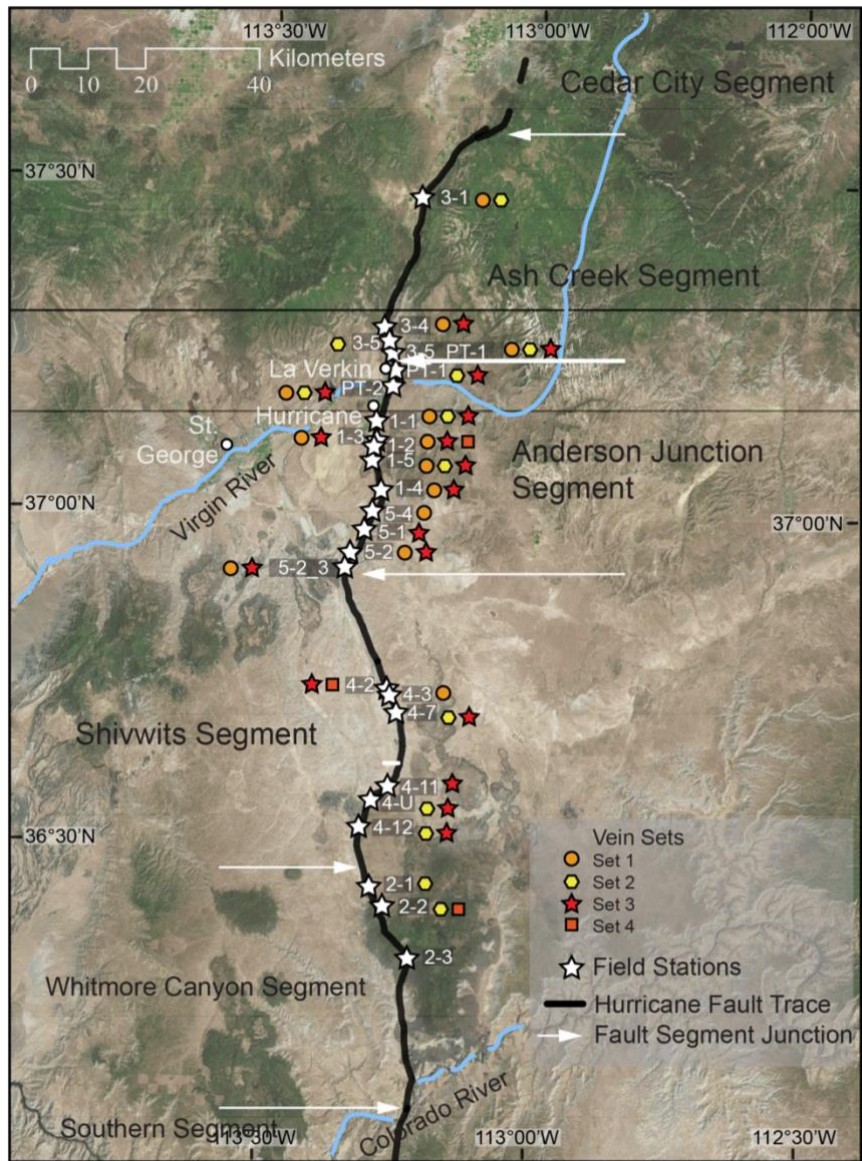 113°30'W
113°00'W
112°00'W
Kilometers
0 10 20 40
Cedar City Segment
37°30'N
3-1
Ash Creek Segment
3-4
3-5
3-5_PT-1
La Verkin
PT-1
PT-2
Hurricane
1-1
St.
George
1-3
1-2
Anderson Junction
Segment
1-5
1-4
Virgin River
37°00'N
37°00'N
5-4
5-1
5-2
5-2_3
4-2
4-3
4-7
Shivwits Segment
4-11
4-U
4-12
36°30'N
Vein Sets
Set 1
Set 2
Set 3
Set 4
2-1
2-2
2-3
Field Stations
Whitmore Canyon Segment
Hurricane Fault Trace
Fault Segment Junction
Colorado River
Southern Segment
113°30'W
113°00'W
112°30'W